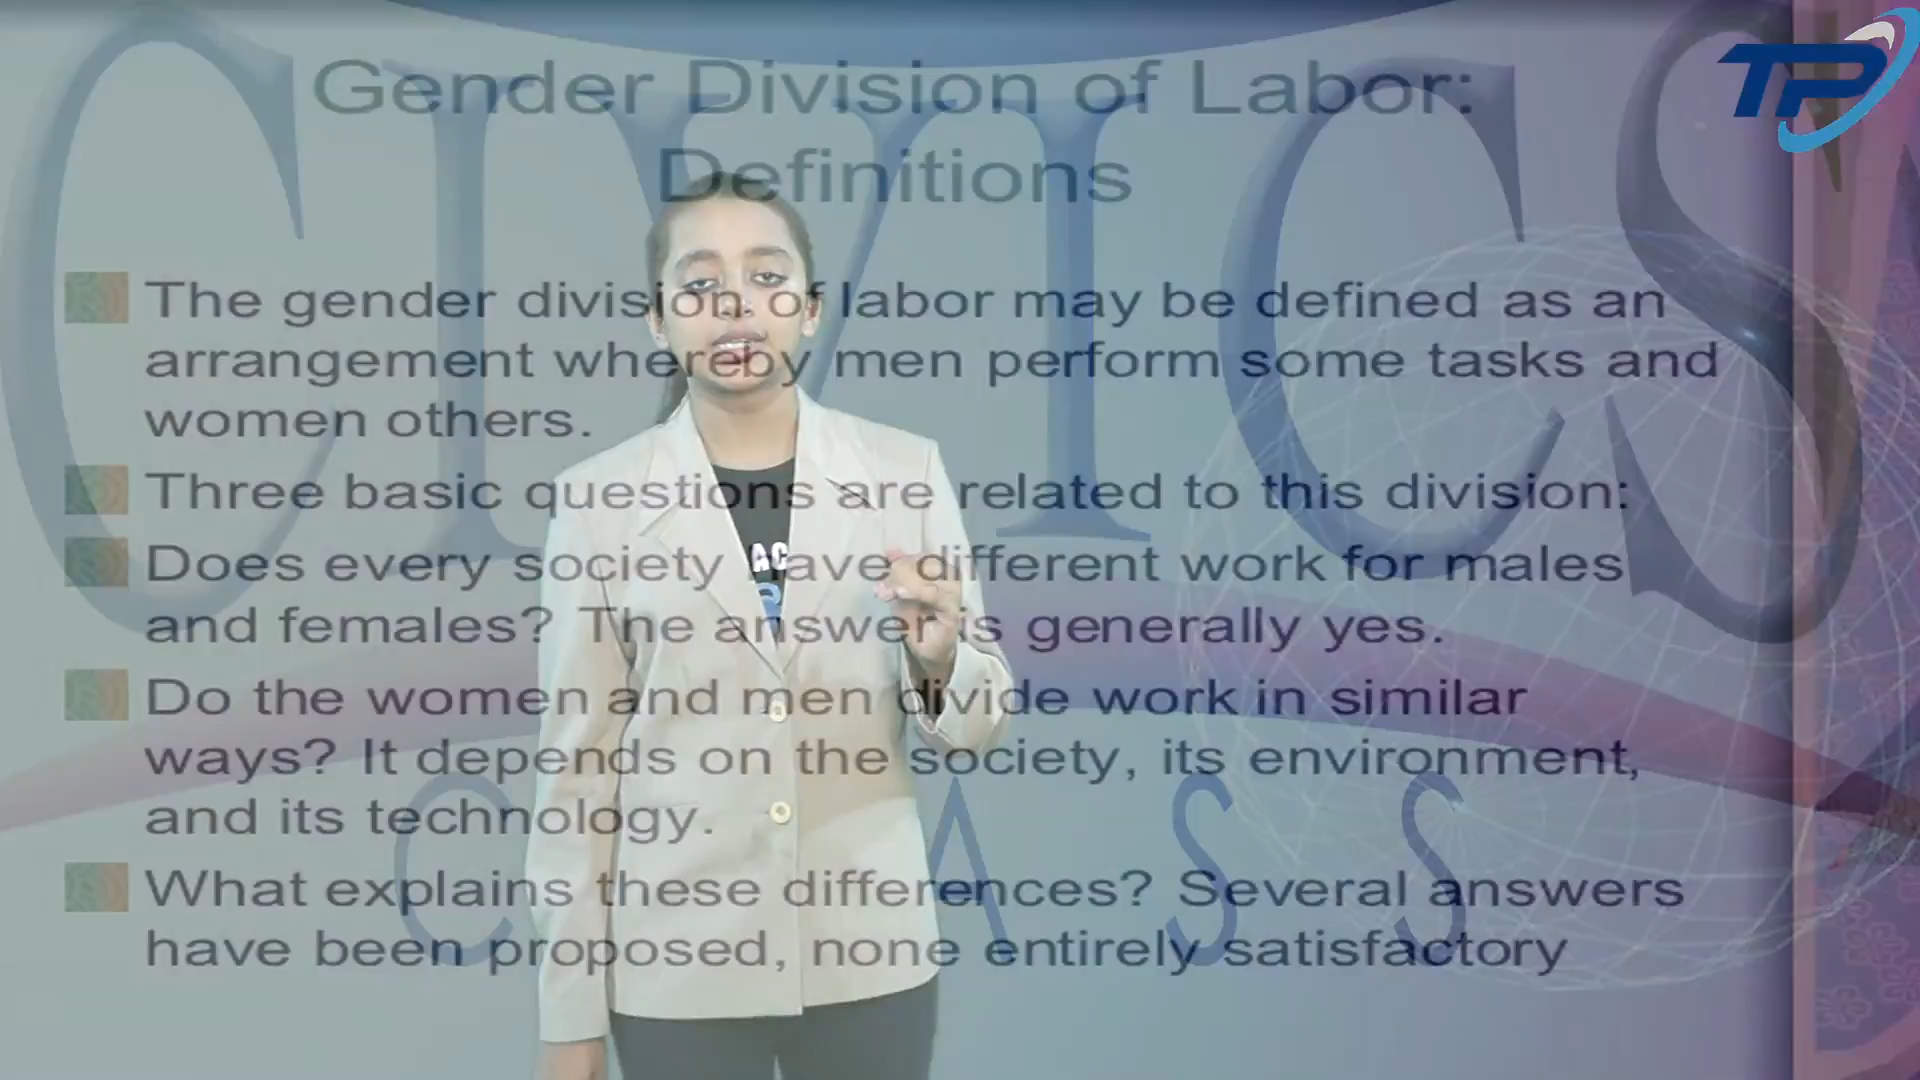 TP
CIVICS
Gender Division of Labor:
Definitions
The gender division of labor may be defined as an
arrangement whereby men perform some tasks and
women others.
Three basic questions are related to this division:
Does every society have different work for males
and females? The answer is generally yes.
Do the women and men divide work in similar
ways? It depends on the society, its environment,
and its technology.
What explains these differences? Several answers
have been proposed, none entirely satisfactory